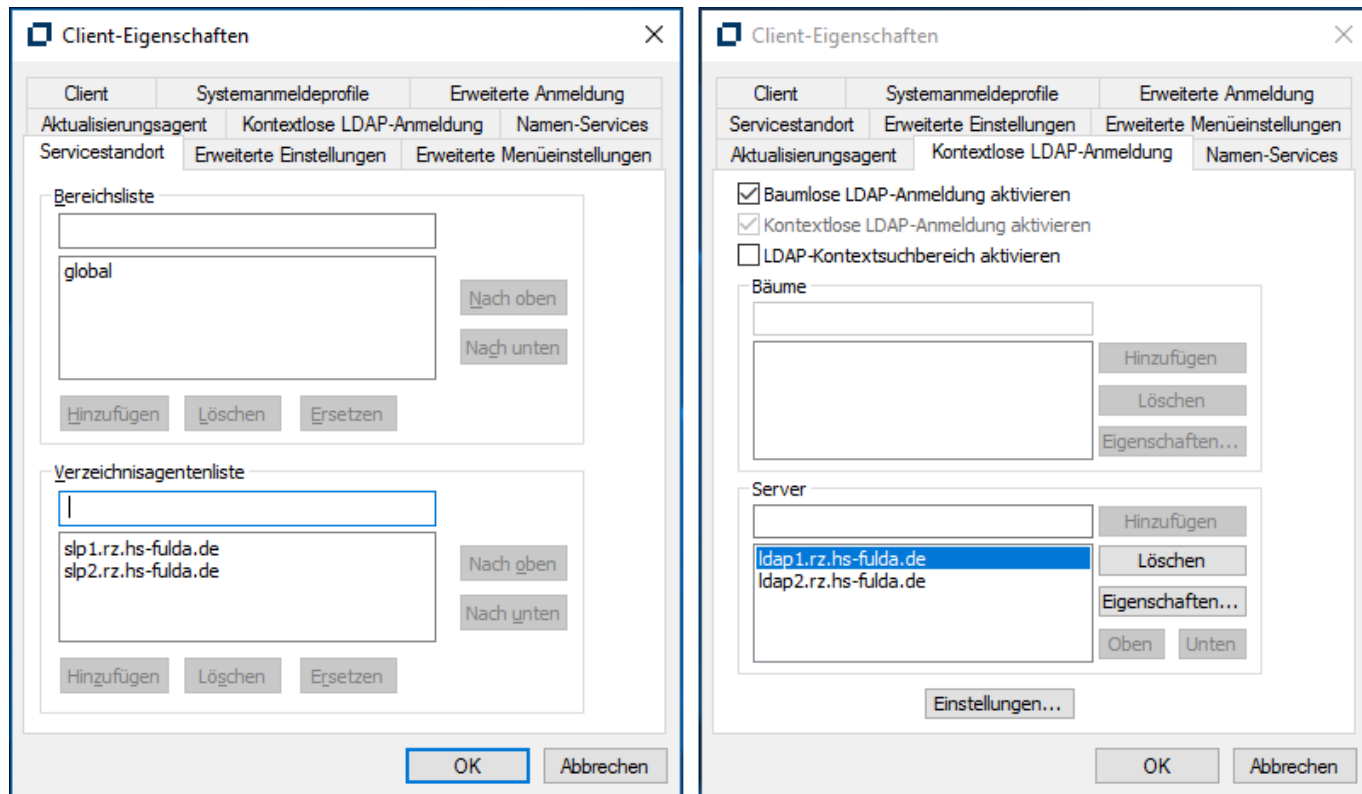 Client-Eigenschaften
Client Systemanmeldeprofile Erweiterte Anmeldung
Aktualisierungsagent Kontextlose LDAP-Anmeldung Namen-Services
Servicestandort Erweiterte Einstellungen Erweiterte Menüeinstellungen
Bereichsliste
global
Nach oben
Nach unten
Hinzufügen Löschen Ersetzen
Verzeichnisagentenliste
slp1.rz.hs-fulda.de
slp2.rz.hs-fulda.de
Nach oben
Nach unten
Hinzufügen Löschen Ersetzen
OK Abbrechen
Client-Eigenschaften
Client Systemanmeldeprofile Erweiterte Anmeldung
Servicestandort Erweiterte Einstellungen Erweiterte Menüeinstellungen
Aktualisierungsagent Kontextlose LDAP-Anmeldung Namen-Services
Baumlose LDAP-Anmeldung aktivieren
Kontextlose LDAP-Anmeldung aktivieren
LDAP-Kontextsuchbereich aktivieren
Bäume
Hinzufügen
Löschen
Eigenschaften...
Server
Hinzufügen
ldap1.rz.hs-fulda.de Löschen
ldap2.rz.hs-fulda.de
Eigenschaften...
Oben Unten
Einstellungen...
OK Abbrechen